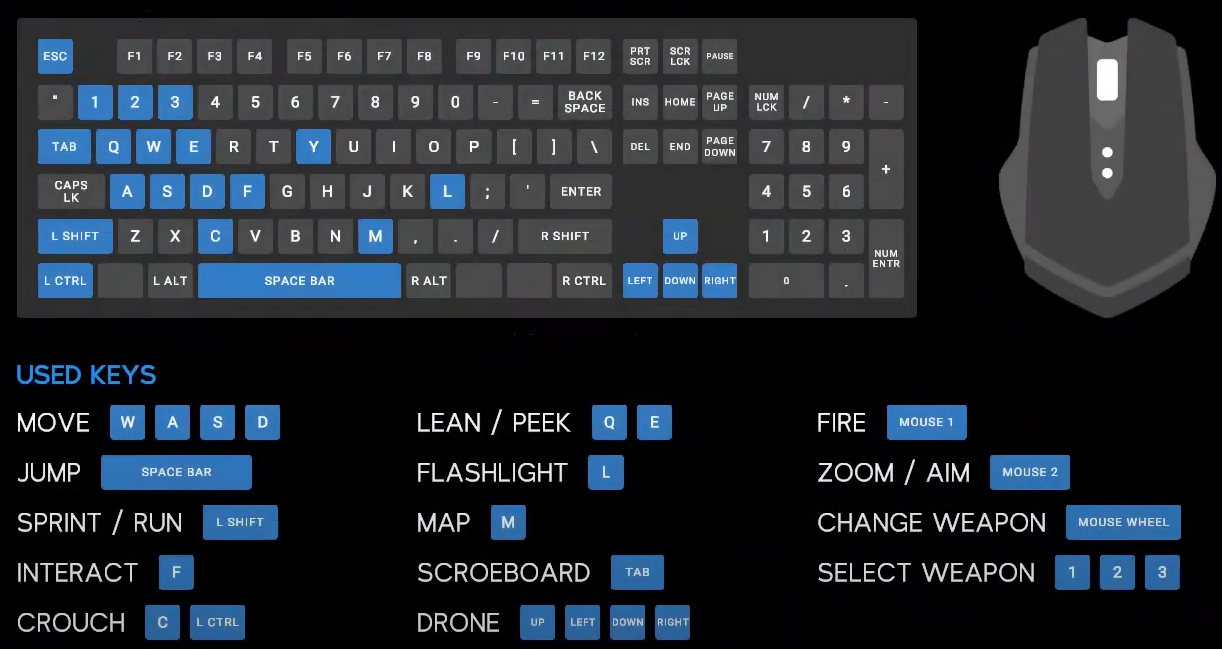 ESC F1 F2 F3 F4 F5 F6 F7 F8 F9 F10 F11 F12 PRT SCR SCR LCK PAUSE
" 1 2 3 4 5 6 7 8 9 0 - = BACK SPACE INS HOME PAGE UP NUM LCK / * -
TAB Q W E R T Y U I O P [ ] \ DEL END PAGE DOWN 7 8 9 +
CAPS LK A S D F G H J K L ; ' ENTER 4 5 6
L SHIFT Z X C V B N M , . / R SHIFT UP 1 2 3 NUM ENTR
L CTRL L ALT SPACE BAR R ALT R CTRL LEFT DOWN RIGHT 0 .
USED KEYS
MOVE W A S D
JUMP SPACE BAR
SPRINT / RUN L SHIFT
INTERACT F
CROUCH C L CTRL
LEAN / PEEK Q E
FLASHLIGHT L
MAP M
SCROEBOARD TAB
DRONE UP LEFT DOWN RIGHT
FIRE MOUSE 1
ZOOM / AIM MOUSE 2
CHANGE WEAPON MOUSE WHEEL
SELECT WEAPON 1 2 3